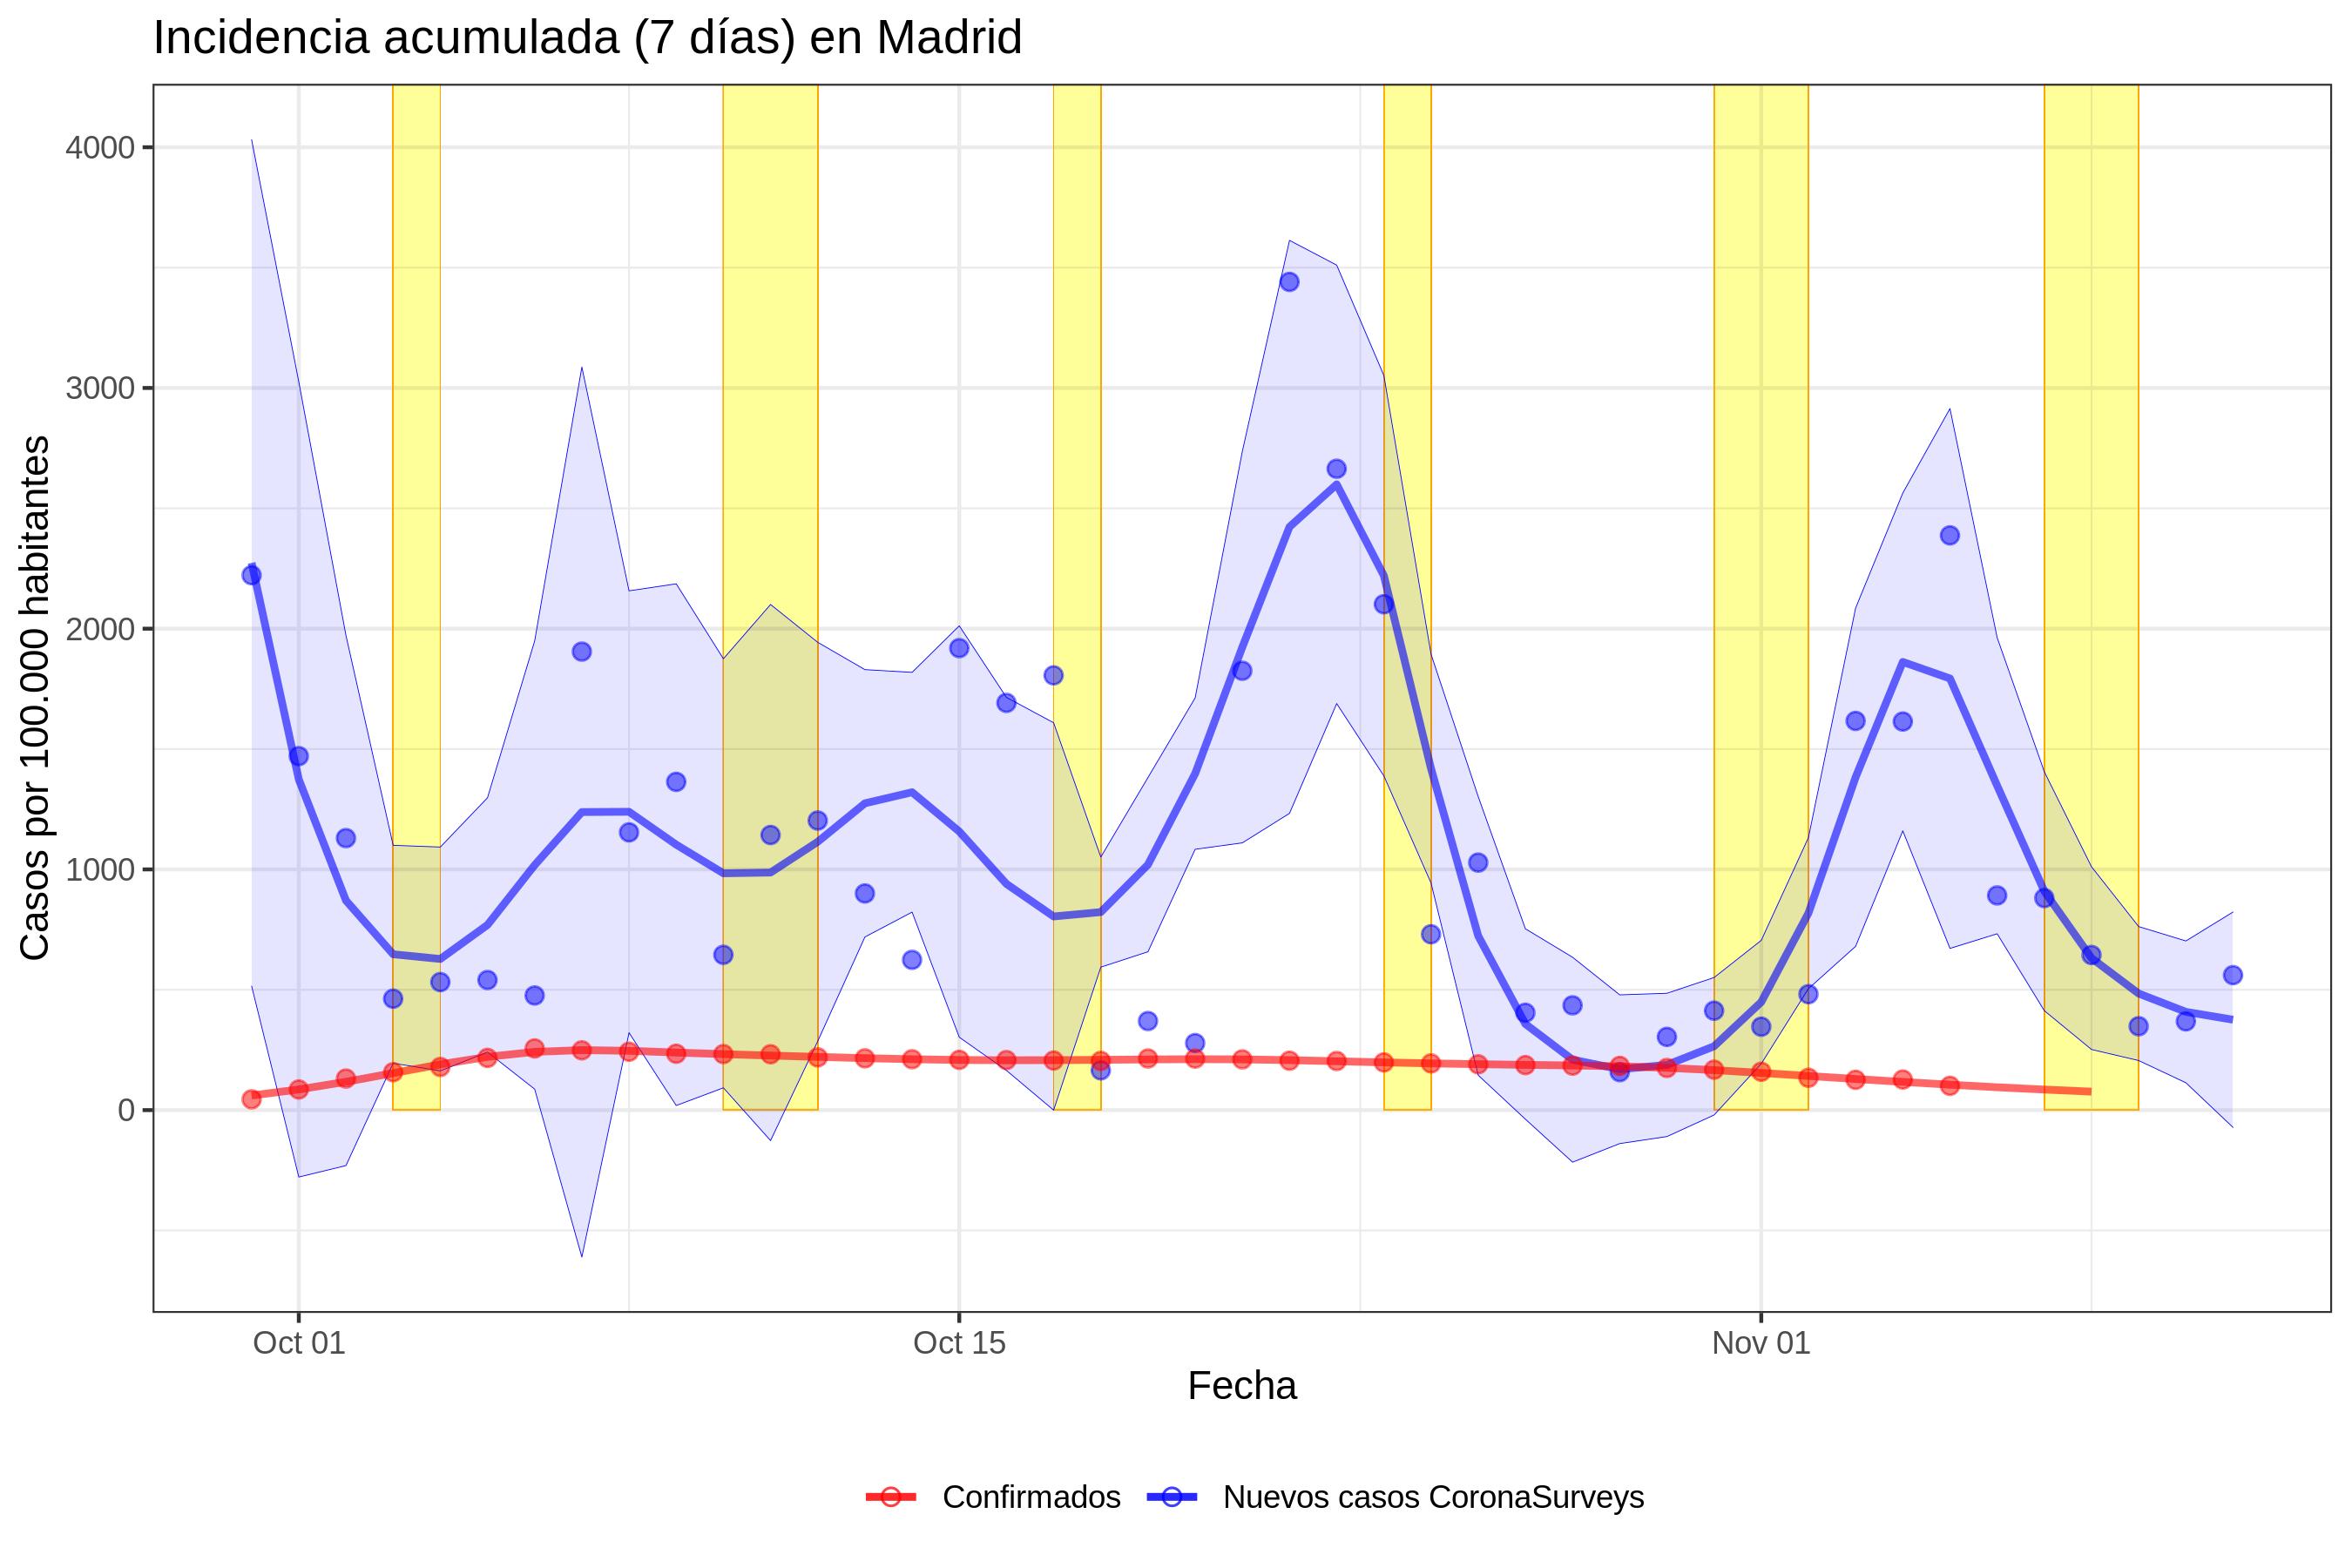 Incidencia acumulada (7 días) en Madrid
Casos por 100.000 habitantes
4000
3000
2000
1000
0
Oct 01 Oct 15 Nov 01
Fecha
Confirmados Nuevos casos CoronaSurveys